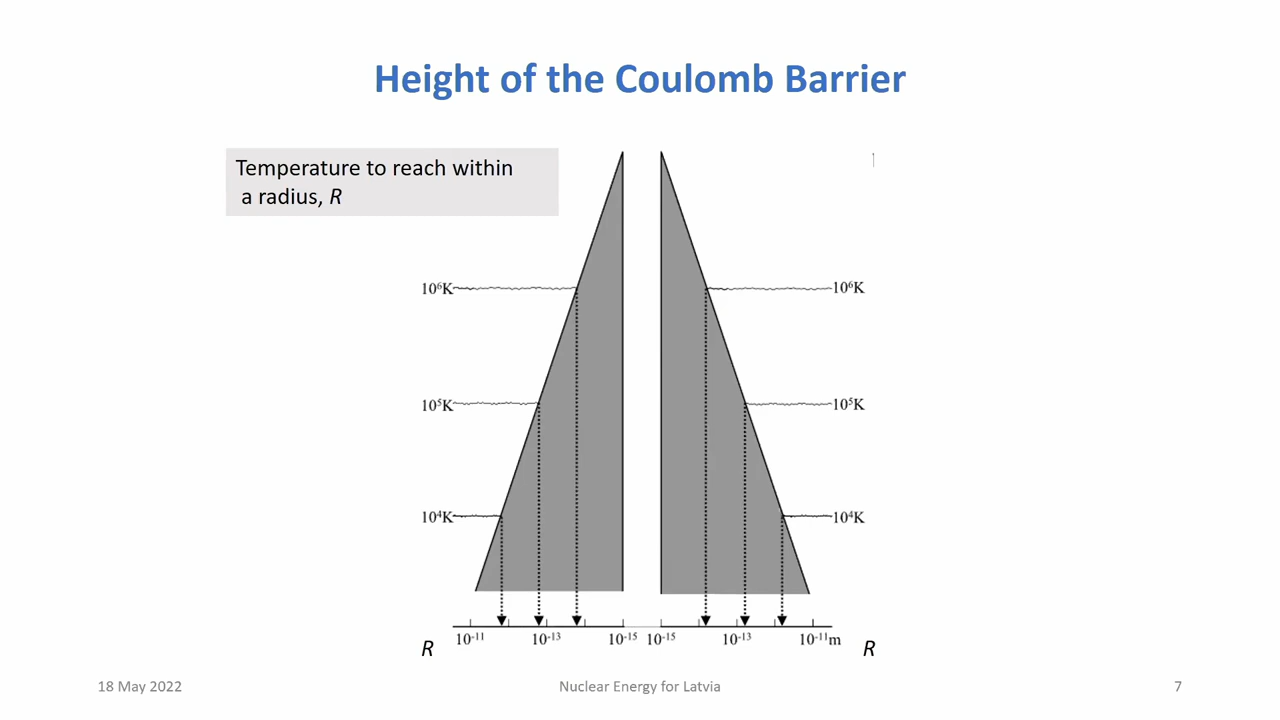 Height of the Coulomb Barrier
Temperature to reach within
a radius, R
10⁶K
10⁶K
10⁵K
10⁵K
10⁴K
10⁴K
10⁻¹¹ 10⁻¹³ 10⁻¹⁵ 10⁻¹⁵ 10⁻¹³ 10⁻¹¹m
R
R
18 May 2022
Nuclear Energy for Latvia
7